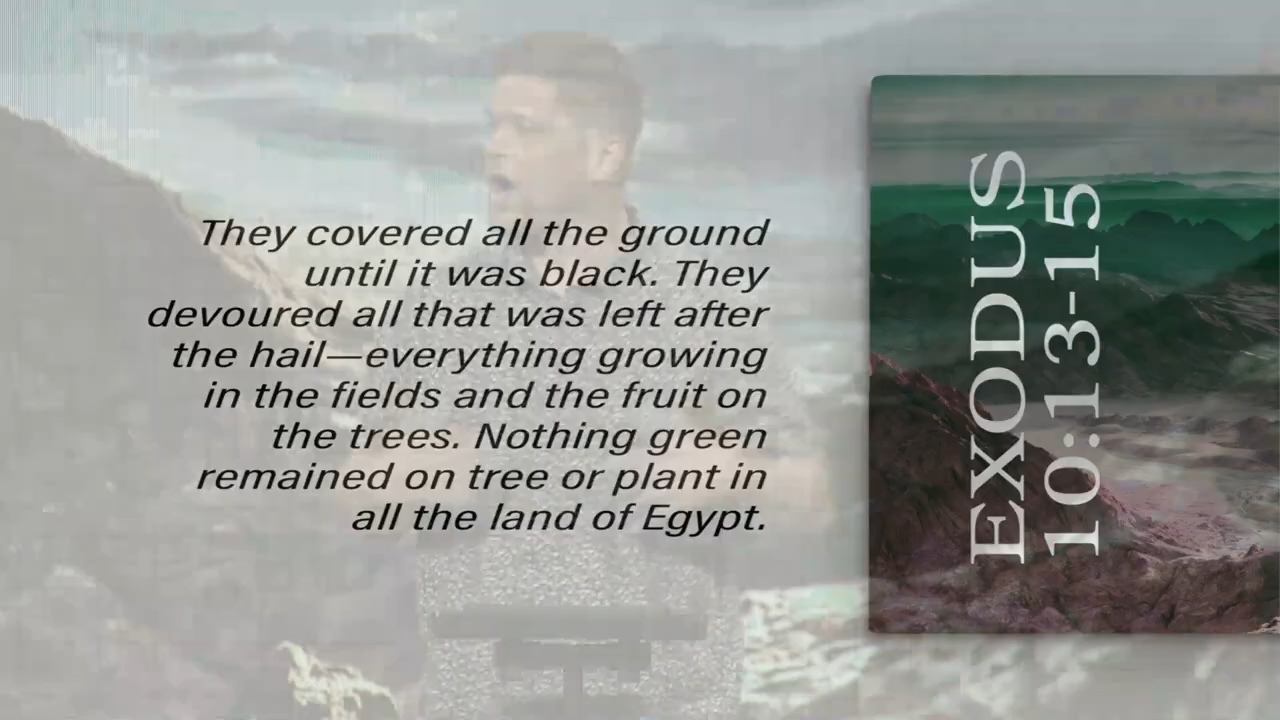 They covered all the ground
until it was black. They
devoured all that was left after
the hail—everything growing
in the fields and the fruit on
the trees. Nothing green
remained on tree or plant in
all the land of Egypt.
EXODUS
10:13-15